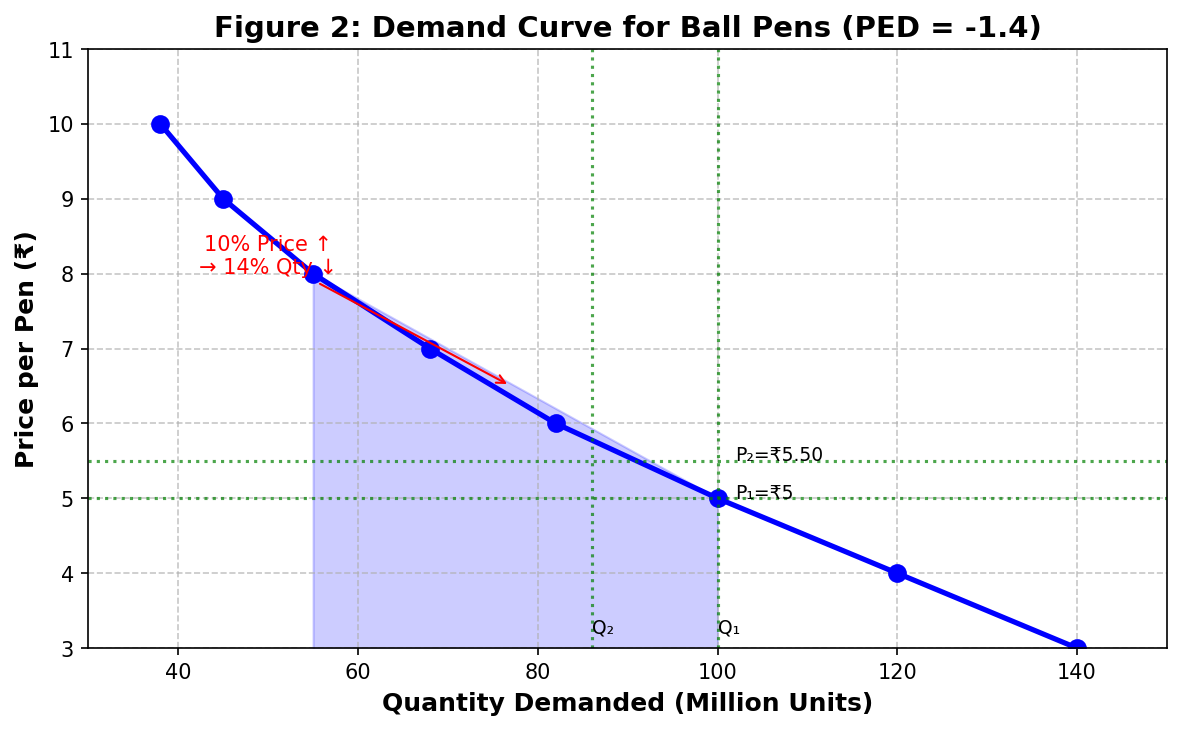 Figure 2: Demand Curve for Ball Pens (PED = -1.4)
Price per Pen (₹)
11
10
9
8
7
6
5
4
3
10% Price ↑
→ 14% Qty ↓
P₂=₹5.50
P₁=₹5
Q₂
Q₁
40
60
80
100
120
140
Quantity Demanded (Million Units)